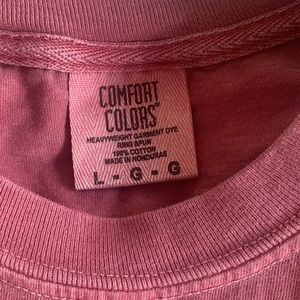 COMFORT
COLORS®
HEAVYWEIGHT GARMENT DYE
RING SPUN
100% COTTON
MADE IN HONDURAS
L - G - G